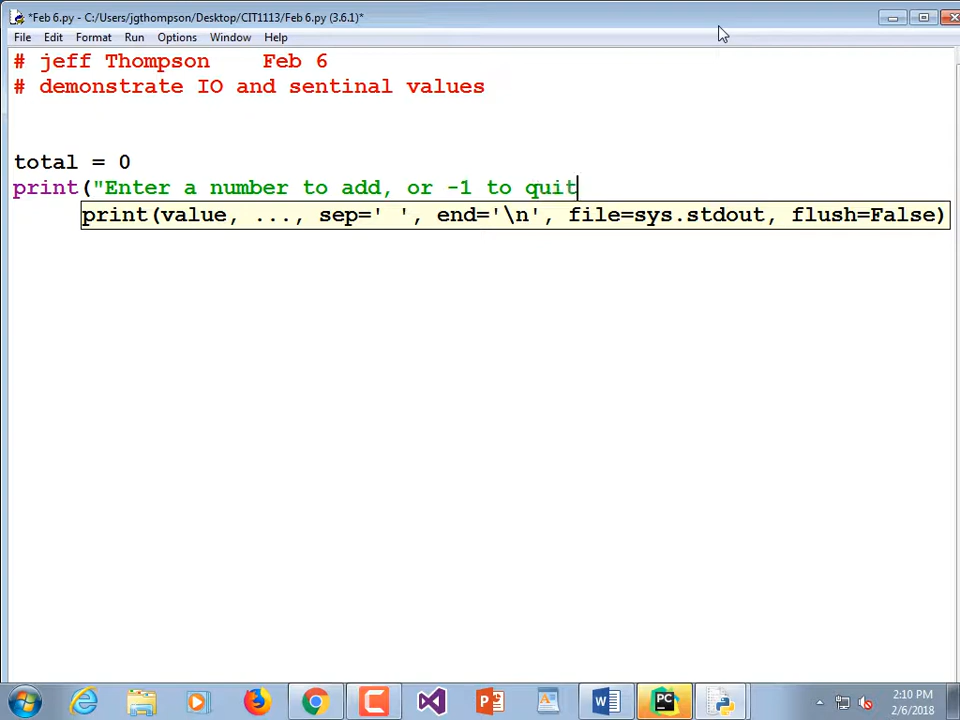 *Feb 6.py - C:/Users/jgthompson/Desktop/CIT1113/Feb 6.py (3.6.1)*
File Edit Format Run Options Window Help
# jeff Thompson    Feb 6
# demonstrate IO and sentinal values
total = 0
print("Enter a number to add, or -1 to quit
print(value, ..., sep=' ', end='\n', file=sys.stdout, flush=False)
PC
2:10 PM
2/6/2018